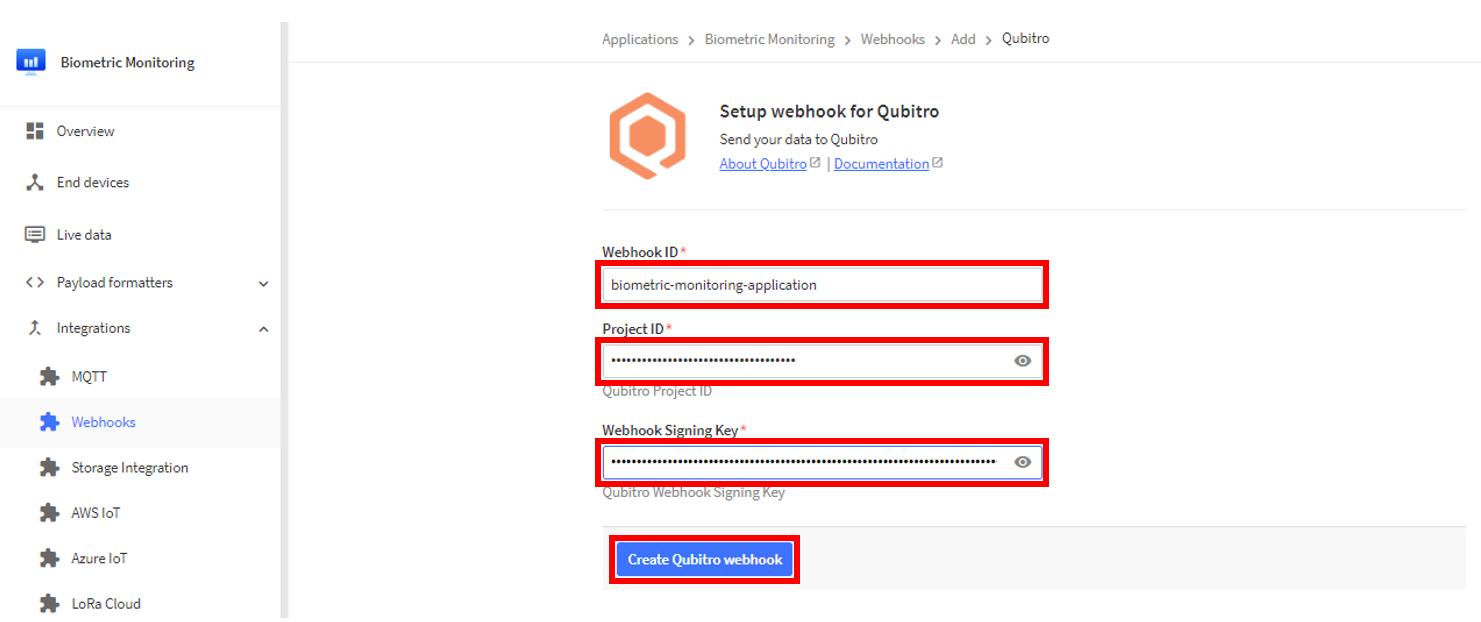 Biometric Monitoring
Overview
End devices
Live data
Payload formatters
Integrations
MQTT
Webhooks
Storage Integration
AWS IoT
Azure IoT
LoRa Cloud
Applications > Biometric Monitoring > Webhooks > Add > Qubitro
Setup webhook for Qubitro
Send your data to Qubitro
About Qubitro | Documentation
Webhook ID*
biometric-monitoring-application
Project ID*
Qubitro Project ID
Webhook Signing Key*
Qubitro Webhook Signing Key
Create Qubitro webhook